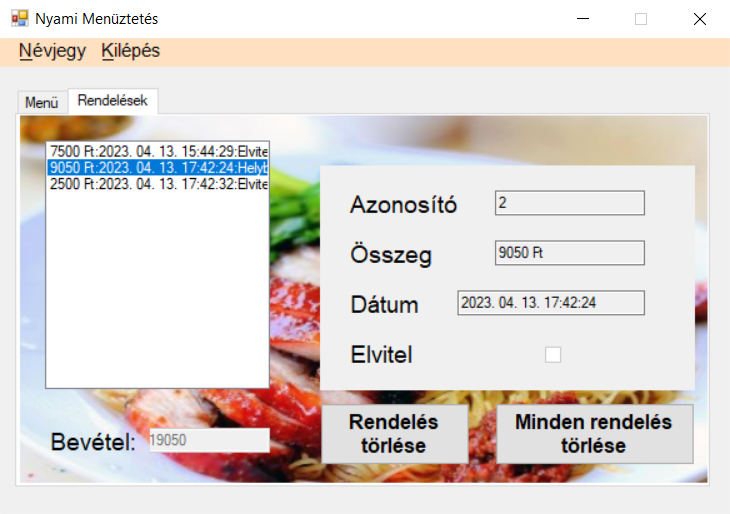 Nyami Menüztetés
Névjegy Kilépés
Menü Rendelések
7500 Ft:2023. 04. 13. 15:44:29:Elvite
9050 Ft:2023. 04. 13. 17:42:24:Helyb
2500 Ft:2023. 04. 13. 17:42:32:Elvite
Azonosító 2
Összeg 9050 Ft
Dátum 2023. 04. 13. 17:42:24
Elvitel
Bevétel: 19050
Rendelés
törlése
Minden rendelés
törlése